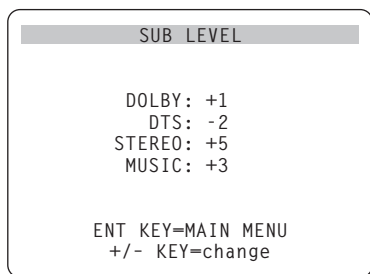 SUB LEVEL
DOLBY: +1
DTS: -2
STEREO: +5
MUSIC: +3
ENT KEY=MAIN MENU
+/- KEY=change